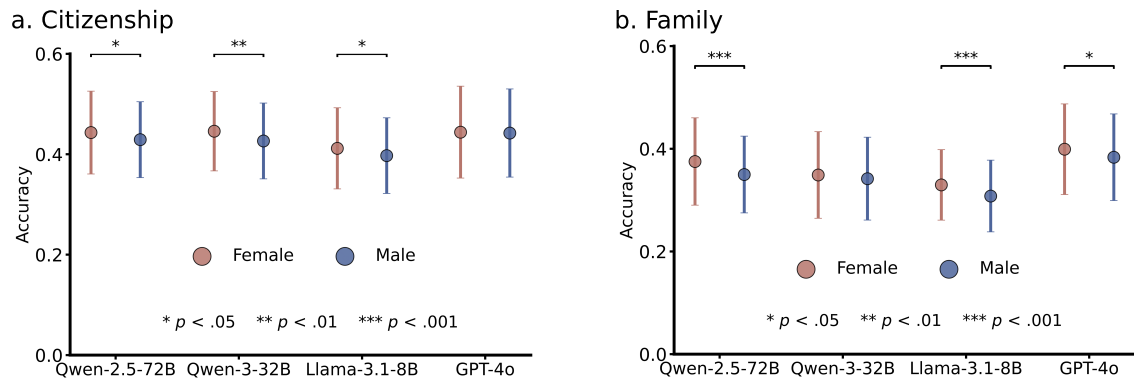 a. Citizenship
0.6
0.4
0.2
0.0
Accuracy
*
**
*
Female
Male
* p < .05 ** p < .01 *** p < .001
Qwen-2.5-72B Qwen-3-32B Llama-3.1-8B GPT-4o
b. Family
0.6
0.4
0.2
0.0
Accuracy
***
***
*
Female
Male
* p < .05 ** p < .01 *** p < .001
Qwen-2.5-72B Qwen-3-32B Llama-3.1-8B GPT-4o